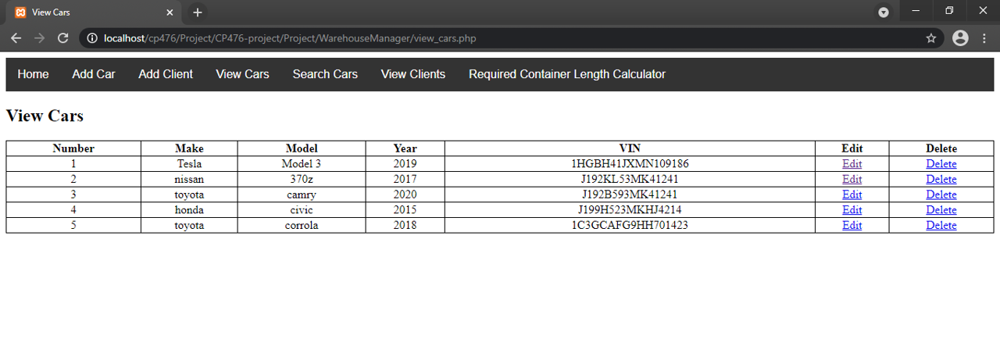 View Cars
localhost/cp476/Project/CP476-project/Project/WarehouseManager/view_cars.php
Home Add Car Add Client View Cars Search Cars View Clients Required Container Length Calculator
View Cars
Number Make Model Year VIN Edit Delete
1 Tesla Model 3 2019 1HGBH41JXMN109186 Edit Delete
2 nissan 370z 2017 J192KL53MK41241 Edit Delete
3 toyota camry 2020 J192B593MK41241 Edit Delete
4 honda civic 2015 J199H523MKHJ4214 Edit Delete
5 toyota corrola 2018 1C3GCAFG9HH701423 Edit Delete